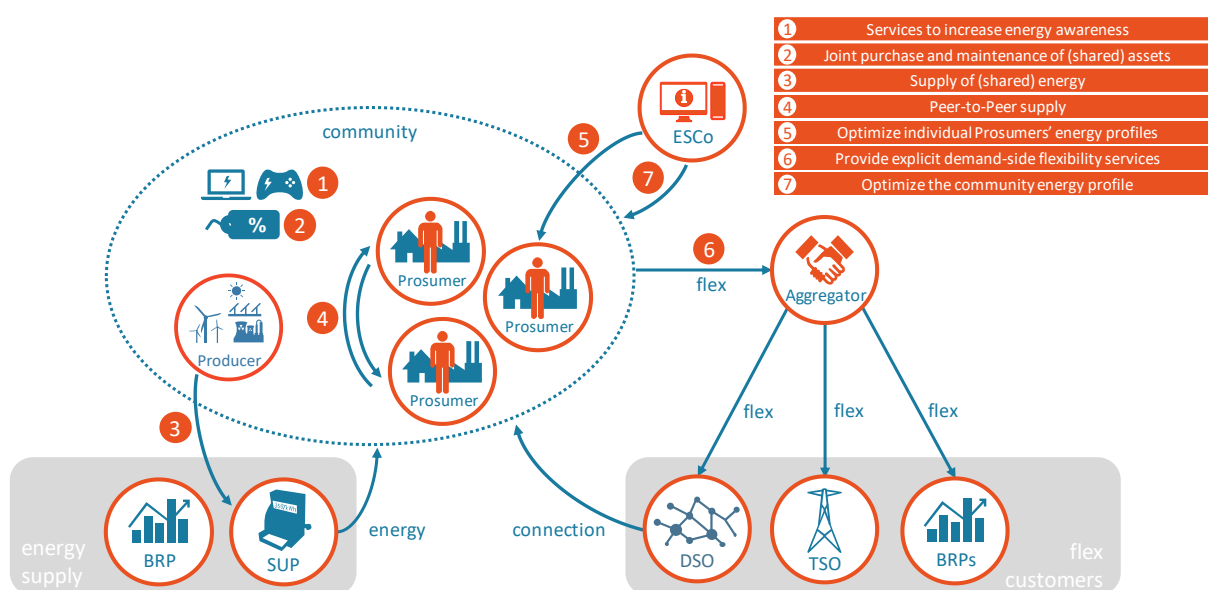 1 Services to increase energy awareness
2 Joint purchase and maintenance of (shared) assets
3 Supply of (shared) energy
4 Peer-to-Peer supply
5 Optimize individual Prosumers' energy profiles
6 Provide explicit demand-side flexibility services
7 Optimize the community energy profile
ESCo
community
5
7
1
%
2
Prosumer
6
flex
Aggregator
Prosumer
4
Producer
Prosumer
3
flex
flex
flex
energy
connection
BRP
SUP
energy
supply
DSO
TSO
BRPs
flex
customers